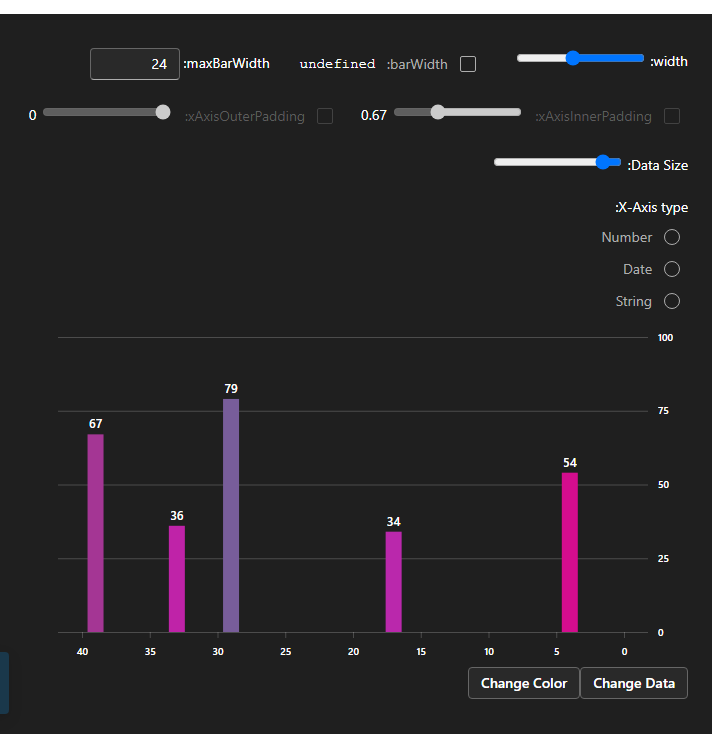 :width
undefined :barWidth
24 :maxBarWidth
:xAxisInnerPadding
0.67
:xAxisOuterPadding
0
:Data Size
:X-Axis type
Number
Date
String
100
75
50
25
0
67
36
79
34
54
40 35 30 25 20 15 10 5 0
Change Color Change Data